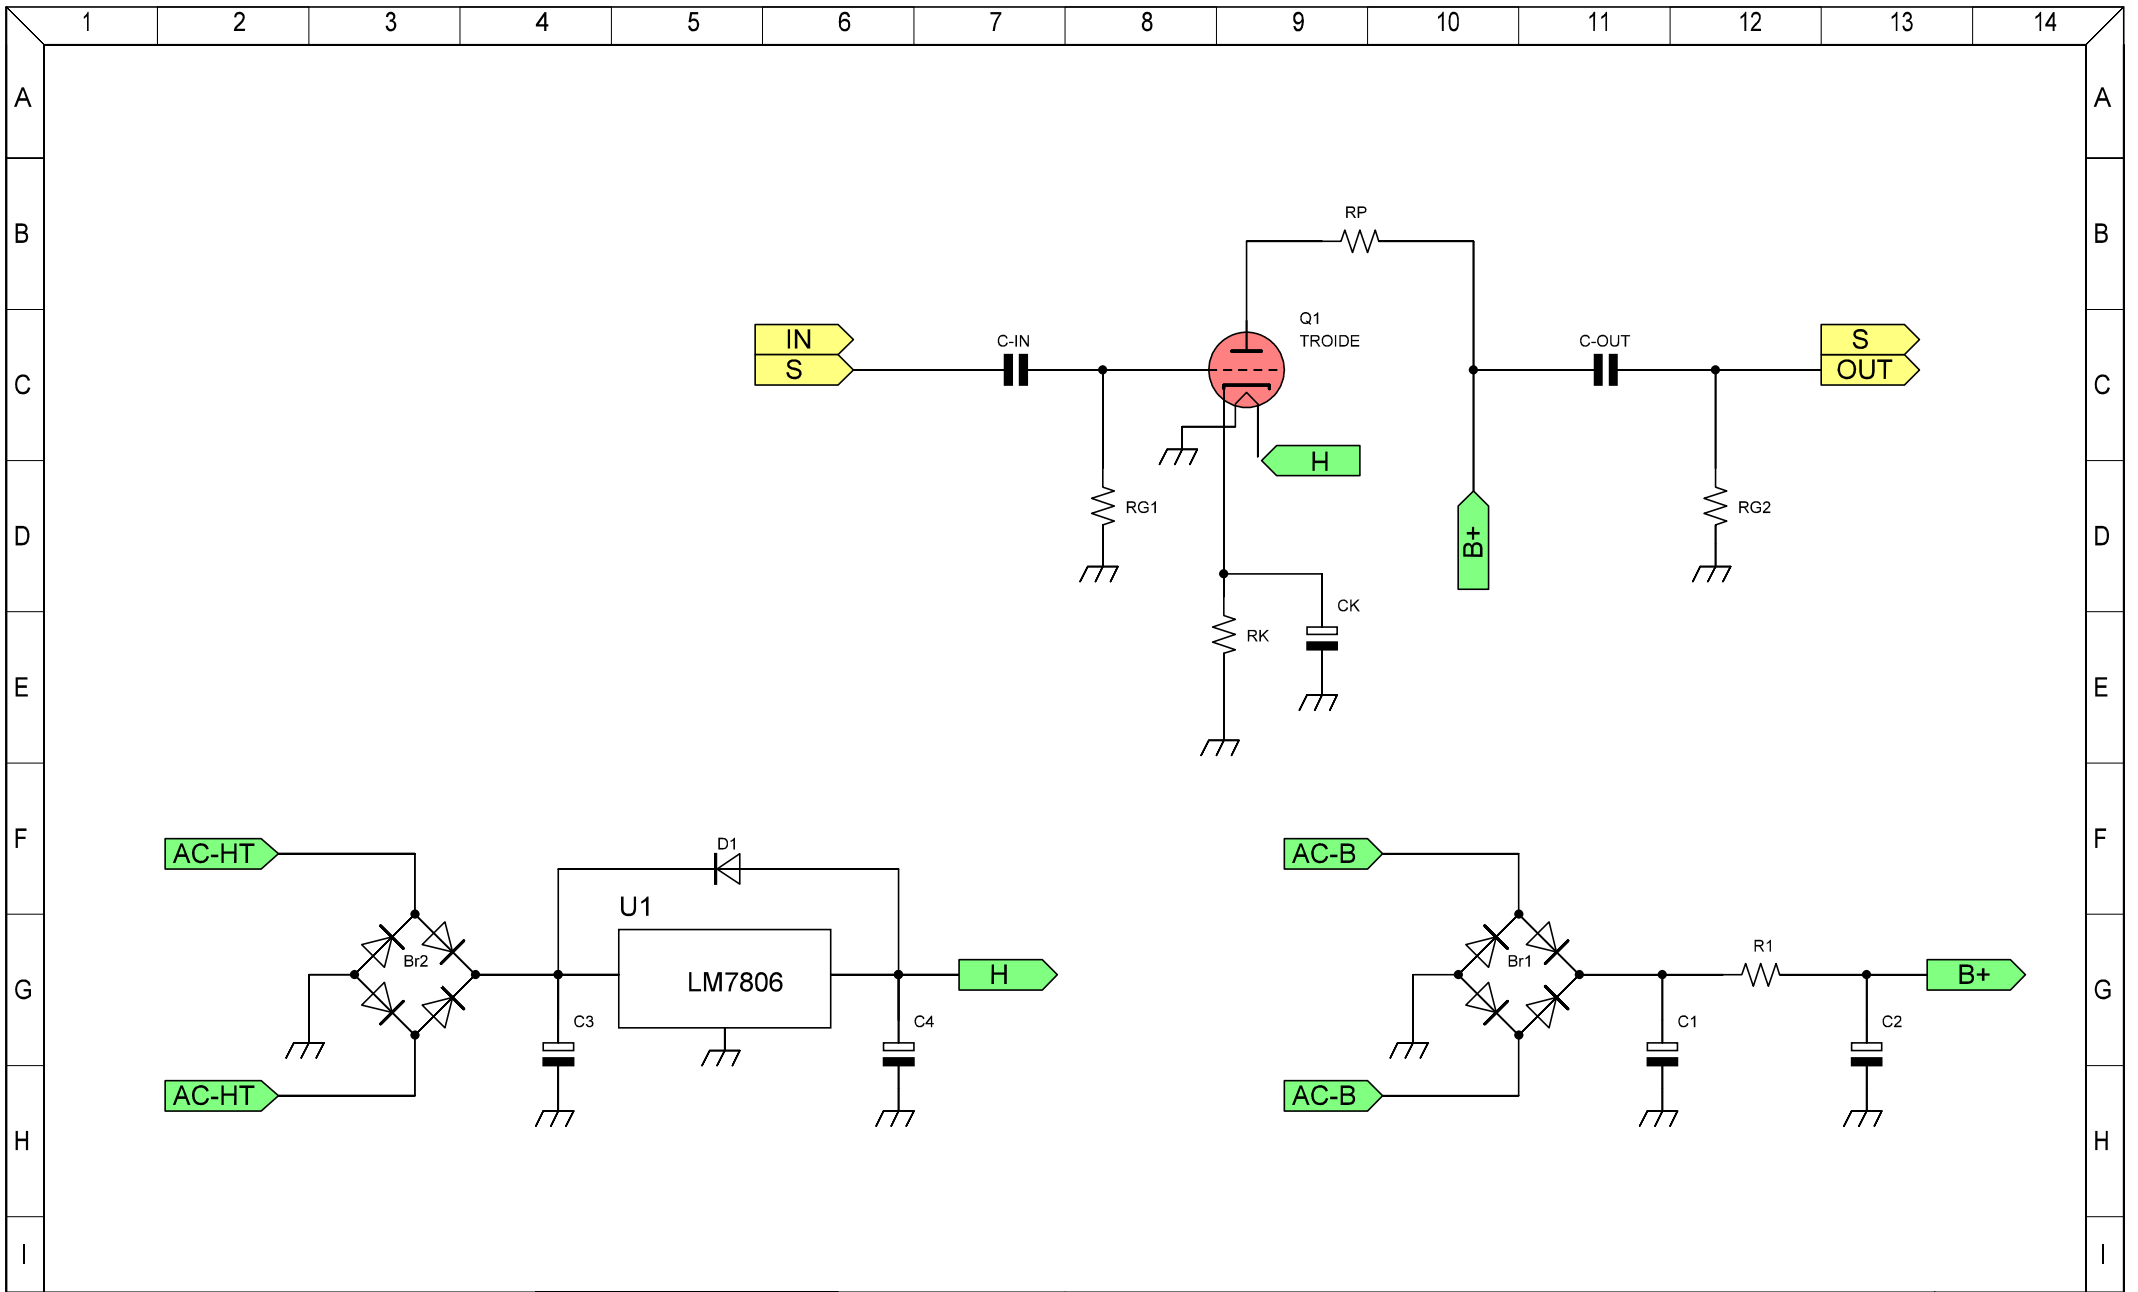 1 2 3 4 5 6 7 8 9 10 11 12 13 14
A A
B B
RP
Q1
TROIDE
IN
S
C-IN
C-OUT
S
OUT
C C
H
RG1
RG2
D D
B+
CK
RK
E E
F F
AC-HT
D1
AC-B
U1
Br2
LM7806
H
Br1
R1
B+
G G
C3
C4
C1
C2
AC-HT
AC-B
H H
I I